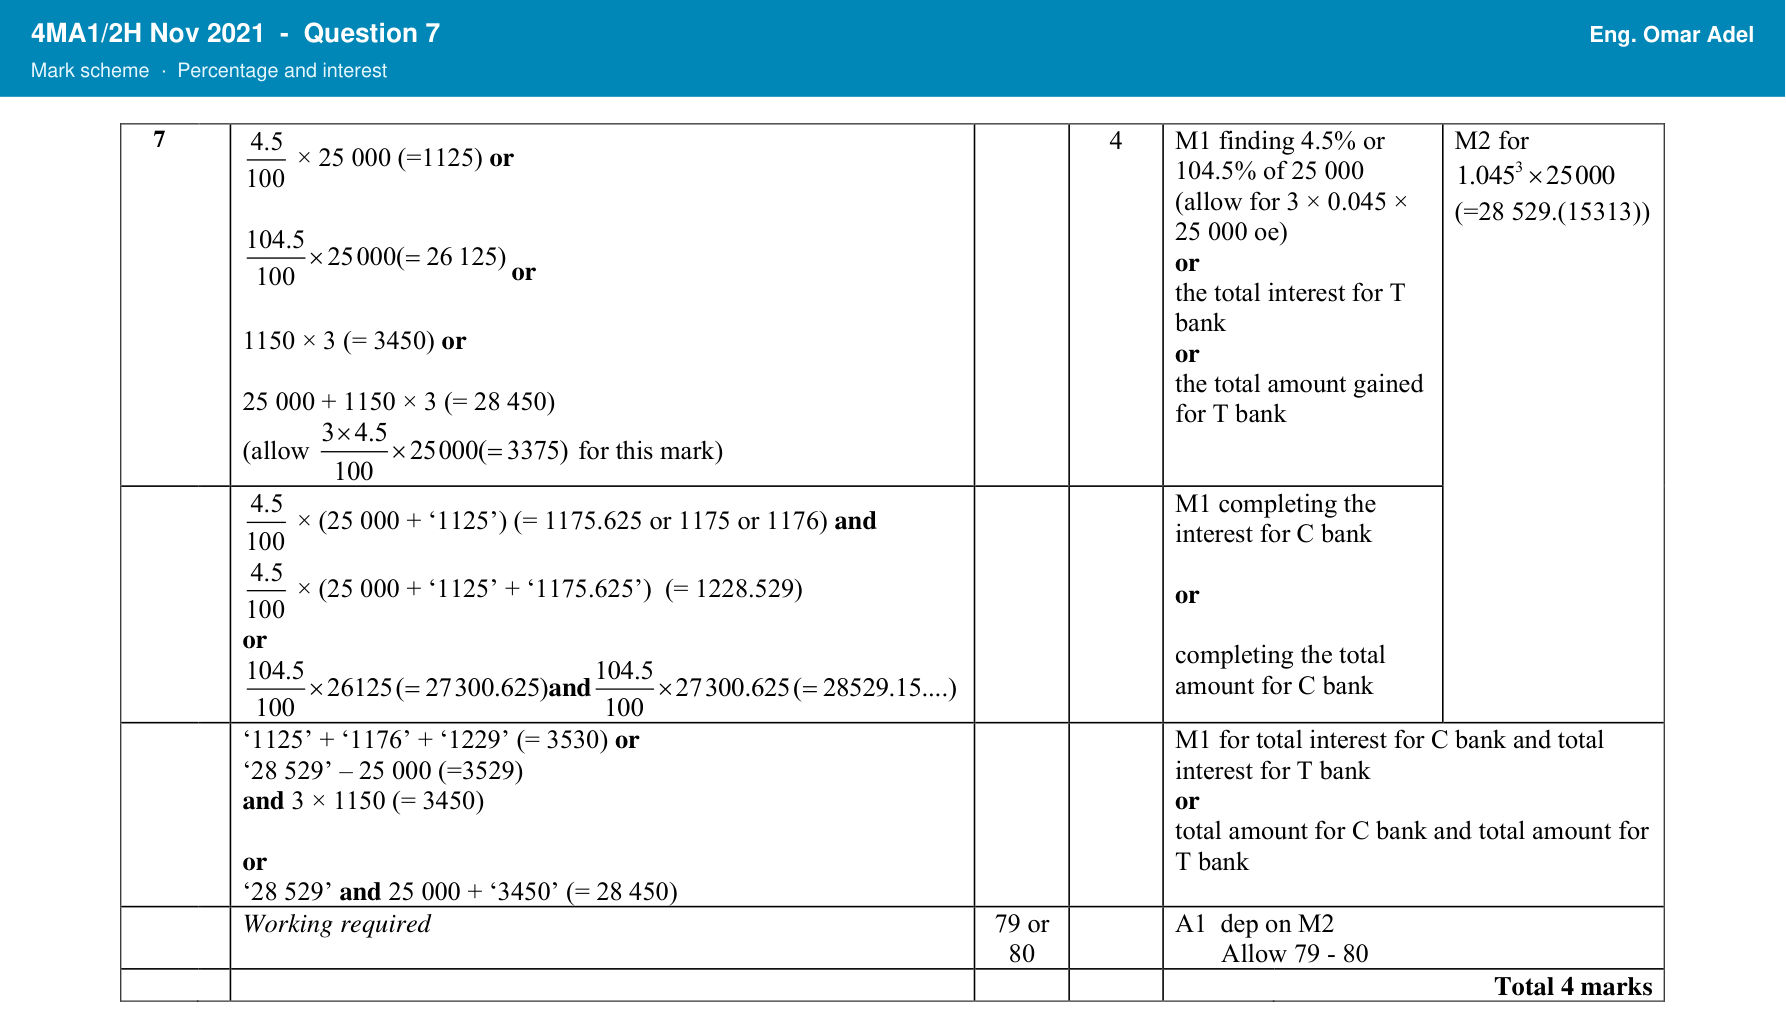 4MA1/2H Nov 2021 - Question 7
Eng. Omar Adel
Mark scheme · Percentage and interest
7
4.5/100 × 25 000 (=1125) or
104.5/100 × 25000(= 26 125) or
1150 × 3 (= 3450) or
25 000 + 1150 × 3 (= 28 450)
(allow 3×4.5/100 × 25000(= 3375) for this mark)
4
M1 finding 4.5% or
104.5% of 25 000
(allow for 3 × 0.045 ×
25 000 oe)
or
the total interest for T
bank
or
the total amount gained
for T bank
M2 for
1.045³ × 25000
(=28 529.(15313))
4.5/100 × (25 000 + ‘1125’) (= 1175.625 or 1175 or 1176) and
4.5/100 × (25 000 + ‘1125’ + ‘1175.625’) (= 1228.529)
or
104.5/100 × 26125 (= 27300.625) and 104.5/100 × 27300.625 (= 28529.15....)
M1 completing the
interest for C bank
or
completing the total
amount for C bank
‘1125’ + ‘1176’ + ‘1229’ (= 3530) or
‘28 529’ – 25 000 (=3529)
and 3 × 1150 (= 3450)
or
‘28 529’ and 25 000 + ‘3450’ (= 28 450)
M1 for total interest for C bank and total
interest for T bank
or
total amount for C bank and total amount for
T bank
Working required
79 or
80
A1 dep on M2
Allow 79 - 80
Total 4 marks